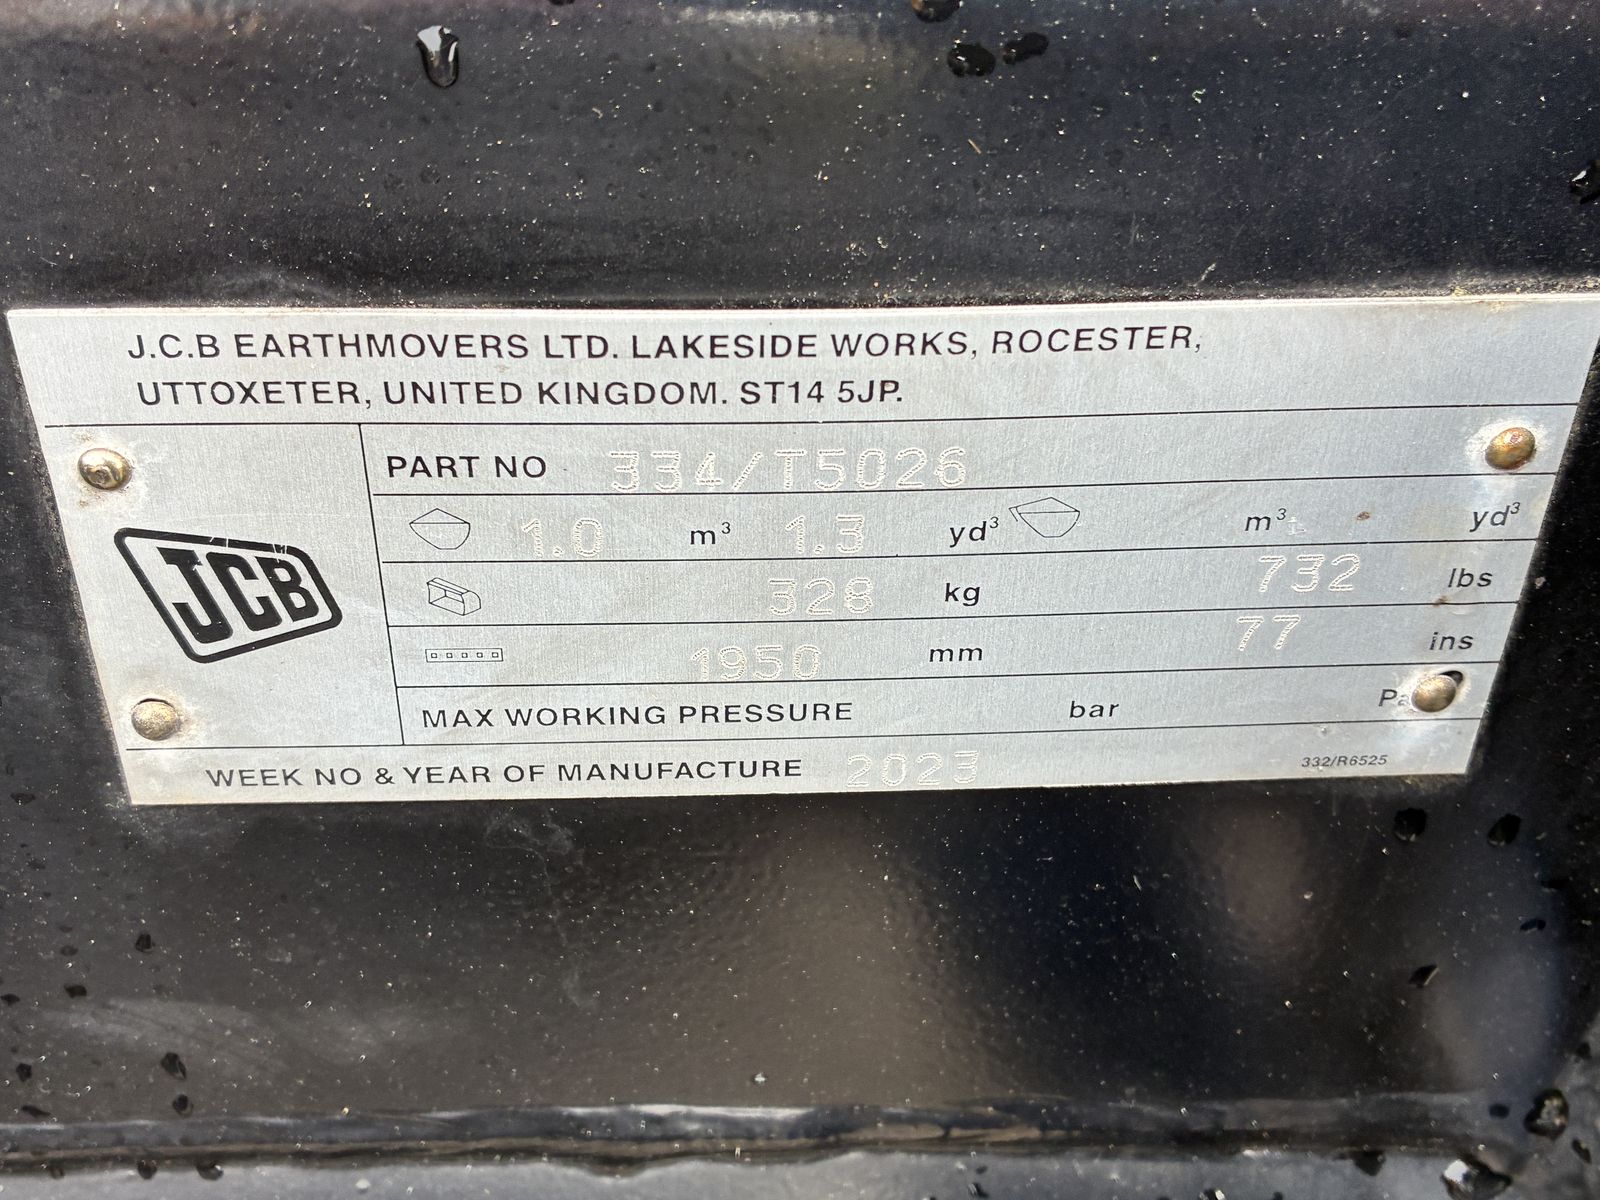 J.C.B EARTHMOVERS LTD. LAKESIDE WORKS, ROCESTER,
UTTOXETER, UNITED KINGDOM. ST14 5JP.
JCB
PART NO 334/T5026
1.0 m³ 1.3 yd³ m³ yd³
328 kg 732 lbs
1950 mm 77 ins
MAX WORKING PRESSURE bar
WEEK NO & YEAR OF MANUFACTURE 2023 332/R6525